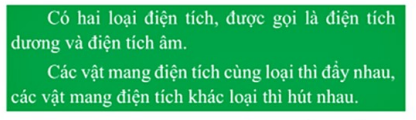 Có hai loại điện tích, được gọi là điện tích
dương và điện tích âm.
Các vật mang điện tích cùng loại thì đẩy nhau,
các vật mang điện tích khác loại thì hút nhau.